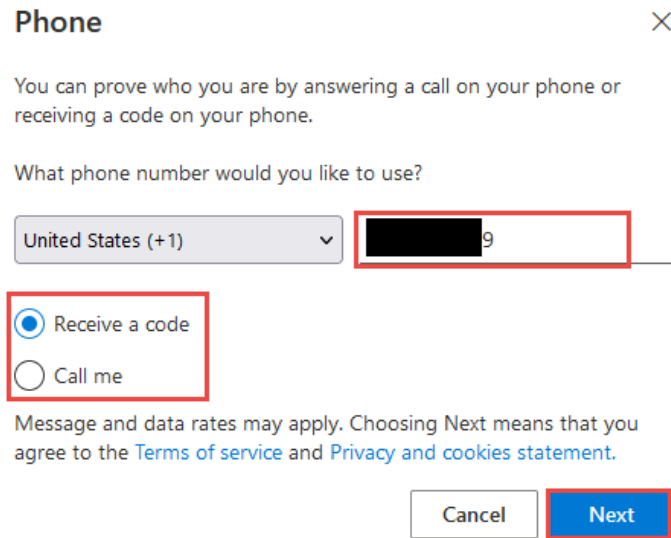 Phone
You can prove who you are by answering a call on your phone or
receiving a code on your phone.
What phone number would you like to use?
United States (+1) 9
Receive a code
Call me
Message and data rates may apply. Choosing Next means that you
agree to the Terms of service and Privacy and cookies statement.
Cancel Next